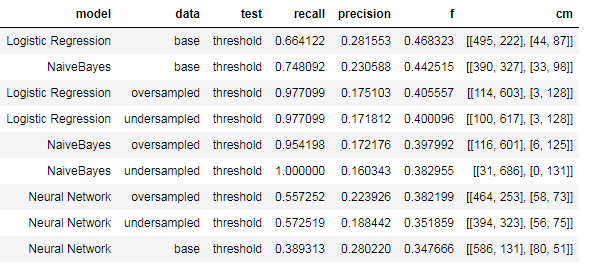 model data test recall precision f cm
Logistic Regression base threshold 0.664122 0.281553 0.468323 [[495, 222], [44, 87]]
NaiveBayes base threshold 0.748092 0.230588 0.442515 [[390, 327], [33, 98]]
Logistic Regression oversampled threshold 0.977099 0.175103 0.405557 [[114, 603], [3, 128]]
Logistic Regression undersampled threshold 0.977099 0.171812 0.400096 [[100, 617], [3, 128]]
NaiveBayes oversampled threshold 0.954198 0.172176 0.397992 [[116, 601], [6, 125]]
NaiveBayes undersampled threshold 1.000000 0.160343 0.382955 [[31, 686], [0, 131]]
Neural Network oversampled threshold 0.557252 0.223926 0.382199 [[464, 253], [58, 73]]
Neural Network undersampled threshold 0.572519 0.188442 0.351859 [[394, 323], [56, 75]]
Neural Network base threshold 0.389313 0.280220 0.347666 [[586, 131], [80, 51]]